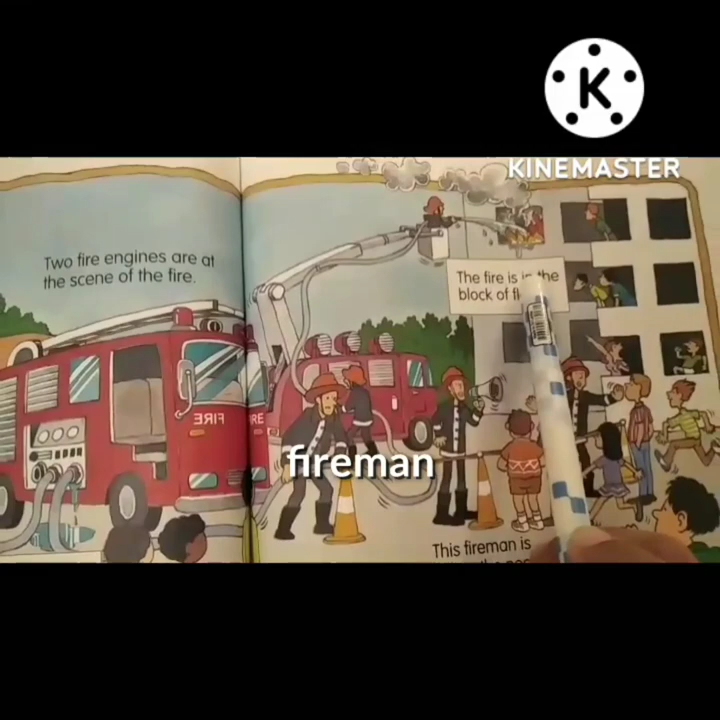 KINEMASTER
Two fire engines are at
the scene of the fire.
The fire is in the
block of
FIRE
fireman
This fireman is